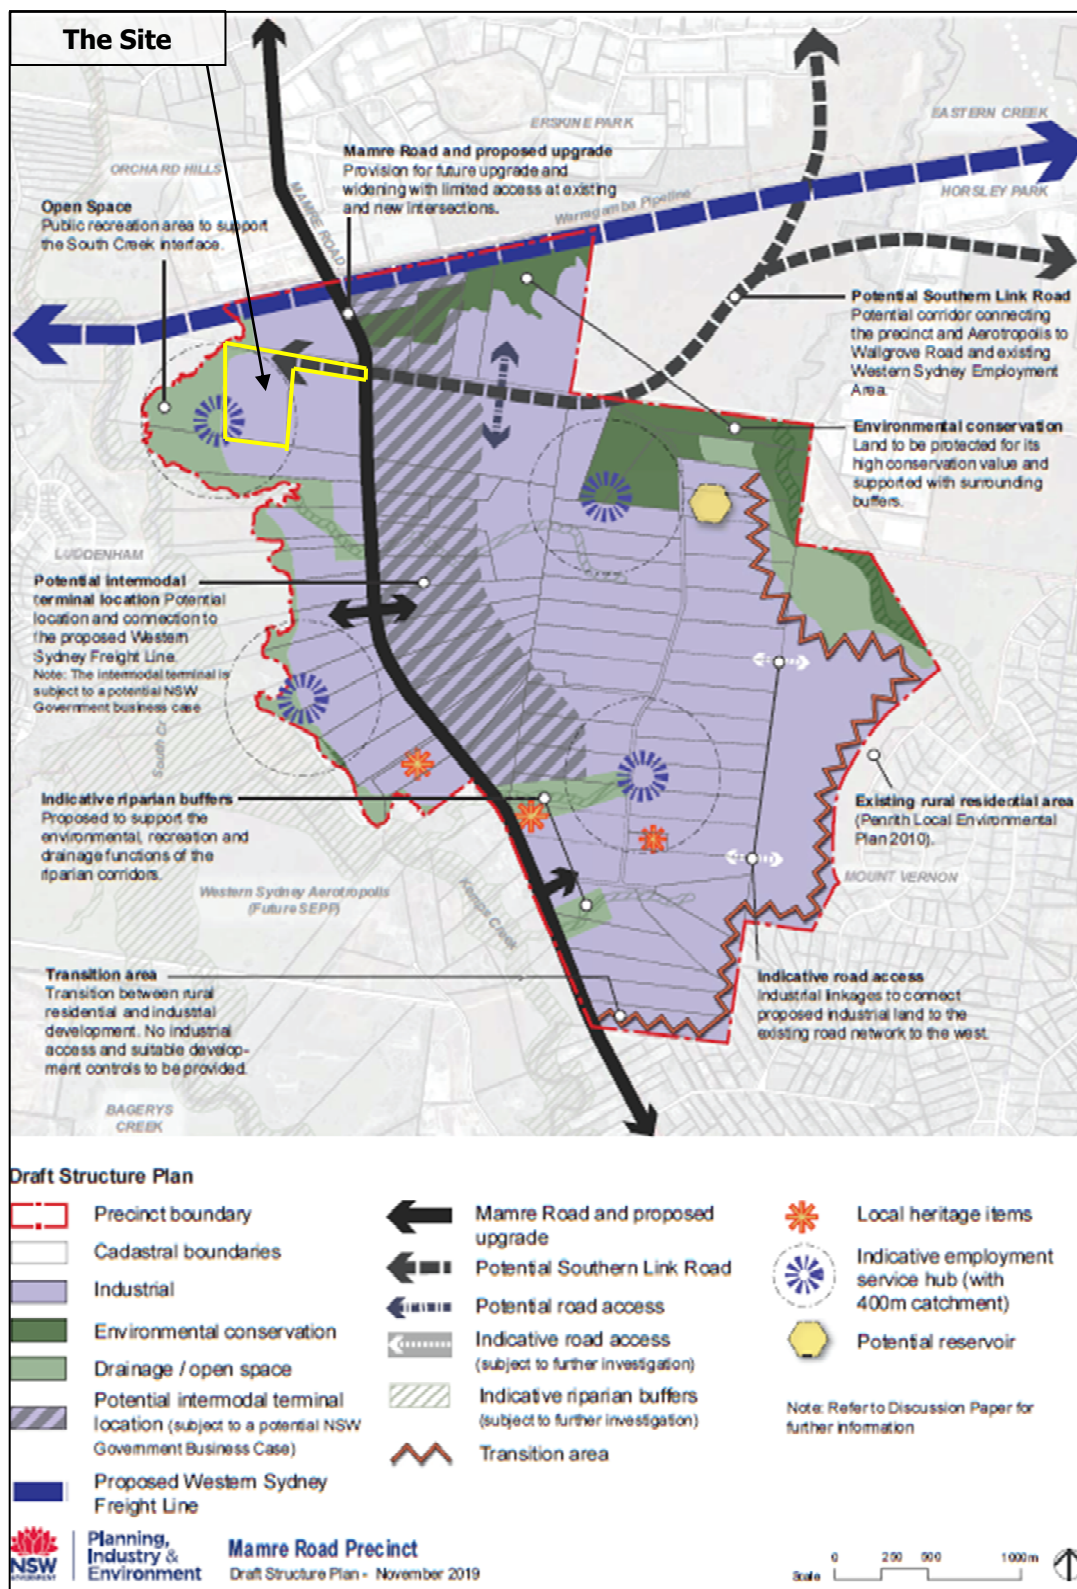 The Site
ERSKINE PARK
EASTERN CREEK
ORCHARD HILLS
HORSLEY PARK
Mamre Road and proposed upgrade
Provision for future upgrade and
widening with limited access at existing
and new intersections.
MAMRE ROAD
Warragamba Pipeline
Open Space
Public recreation area to support
the South Creek interface.
Potential Southern Link Road
Potential corridor connecting
the precinct and Aerotropolis to
Wallgrove Road and existing
Western Sydney Employment
Area.
Environmental conservation
Land to be protected for its
high conservation value and
supported with surrounding
buffers.
LUDDENHAM
Potential intermodal
terminal location Potential
location and connection to
the proposed Western
Sydney Freight Line.
Note: The intermodal terminal is
subject to a potential NSW
Government business case
South Cr
Indicative riparian buffers
Proposed to support the
environmental, recreation and
drainage functions of the
riparian corridors.
Existing rural residential area
(Penrith Local Environmental
Plan 2010).
MOUNT VERNON
Western Sydney Aerotropolis
(Future SEPP)
Kemps Creek
Transition area
Transition between rural
residential and industrial
development. No industrial
access and suitable develop-
ment controls to be provided.
Indicative road access
Industrial linkages to connect
proposed industrial land to the
existing road network to the west.
BAGERYS
CREEK
Draft Structure Plan
Precinct boundary
Cadastral boundaries
Industrial
Environmental conservation
Drainage / open space
Potential intermodal terminal
location (subject to a potential NSW
Government Business Case)
Proposed Western Sydney
Freight Line
Mamre Road and proposed
upgrade
Potential Southern Link Road
Potential road access
Indicative road access
(subject to further investigation)
Indicative riparian buffers
(subject to further investigation)
Transition area
Local heritage items
Indicative employment
service hub (with
400m catchment)
Potential reservoir
Note: Refer to Discussion Paper for
further information
NSW
GOVERNMENT
Planning,
Industry &
Environment
Mamre Road Precinct
Draft Structure Plan - November 2019
Scale
0 250 500 1000m